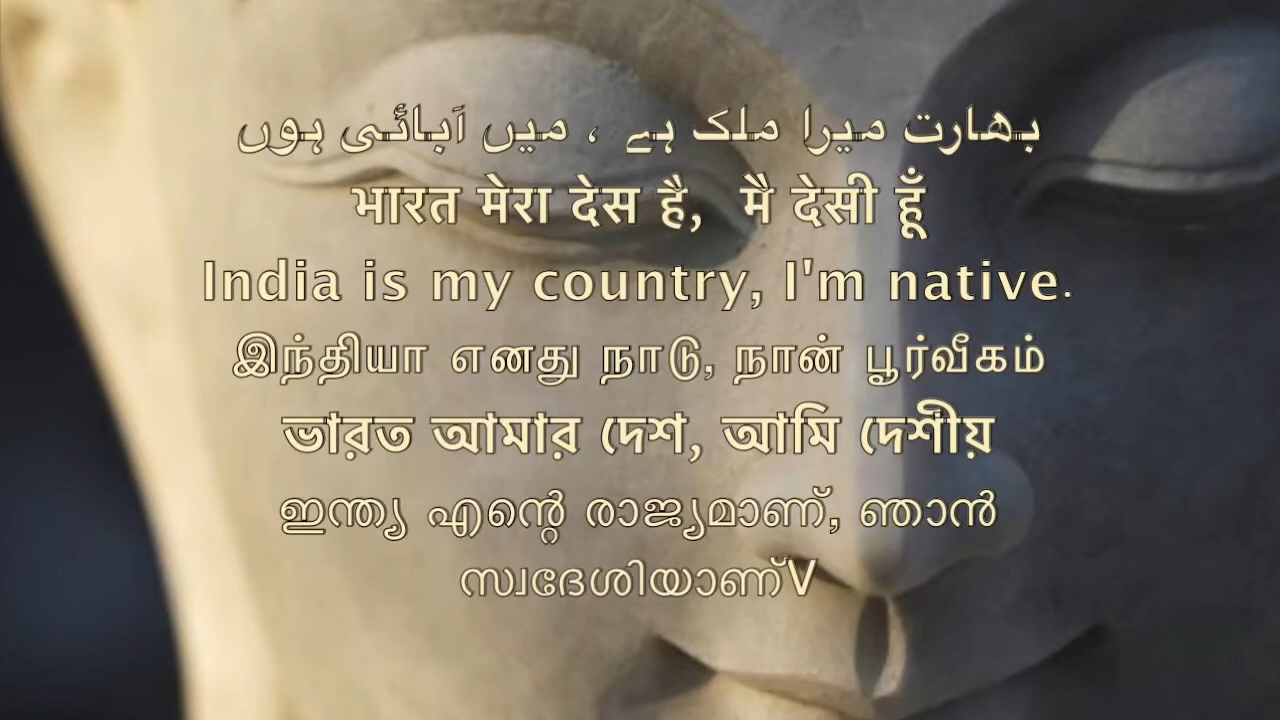 بھارت میرا ملک ہے ، میں آبائی ہوں
भारत मेरा देस है, मै देसी हूँ
India is my country, I'm native.
இந்தியா எனது நாடு, நான் பூர்வீகம்
ভারত আমার দেশ, আমি দেশীয়
ഇന്ത്യ എന്റെ രാജ്യമാണ്, ഞാൻ
സ്വദേശിയാണ്V